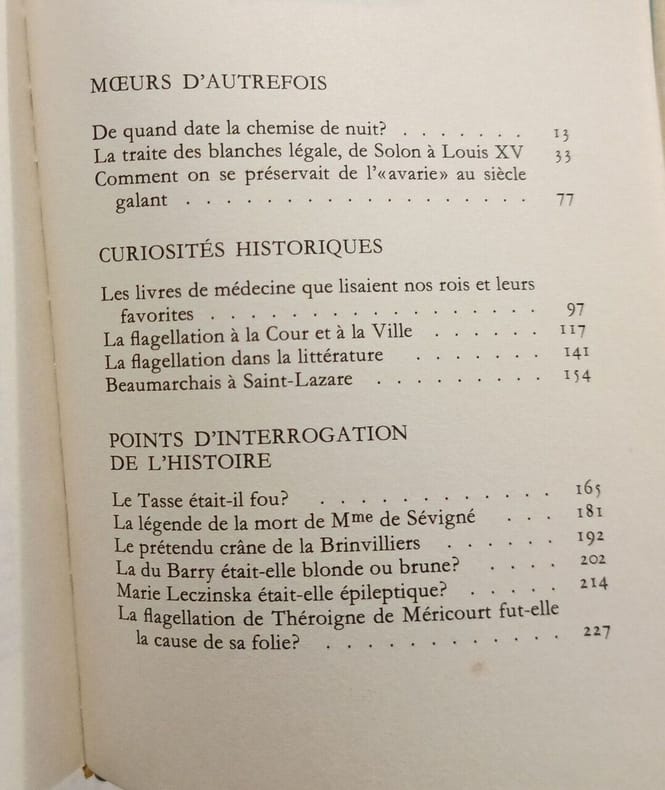 MŒURS D'AUTREFOIS
De quand date la chemise de nuit? . . . . . . . 13
La traite des blanches légale, de Solon à Louis XV 33
Comment on se préservait de l'«avarie» au siècle
galant . . . . . . . . . . . . . . . . . . 77
CURIOSITÉS HISTORIQUES
Les livres de médecine que lisaient nos rois et leurs
favorites . . . . . . . . . . . . . . . . . 97
La flagellation à la Cour et à la Ville . . . . . . 117
La flagellation dans la littérature . . . . . . . 141
Beaumarchais à Saint-Lazare . . . . . . . . . 154
POINTS D'INTERROGATION
DE L'HISTOIRE
Le Tasse était-il fou? . . . . . . . . . . . 165
La légende de la mort de Mme de Sévigné . . . 181
Le prétendu crâne de la Brinvilliers . . . . . . 192
La du Barry était-elle blonde ou brune? . . . . 202
Marie Leczinska était-elle épileptique? . . . . . 214
La flagellation de Théroigne de Méricourt fut-elle
la cause de sa folie? . . . . . . . . . . . . 227